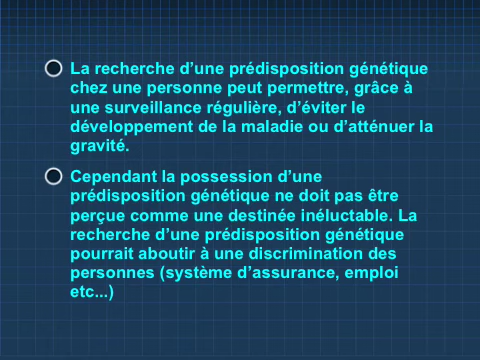 La recherche d'une prédisposition génétique
chez une personne peut permettre, grâce à
une surveillance régulière, d'éviter le
développement de la maladie ou d'atténuer la
gravité.
Cependant la possession d'une
prédisposition génétique ne doit pas être
perçue comme une destinée inéluctable. La
recherche d'une prédisposition génétique
pourrait aboutir à une discrimination des
personnes (système d'assurance, emploi
etc...)